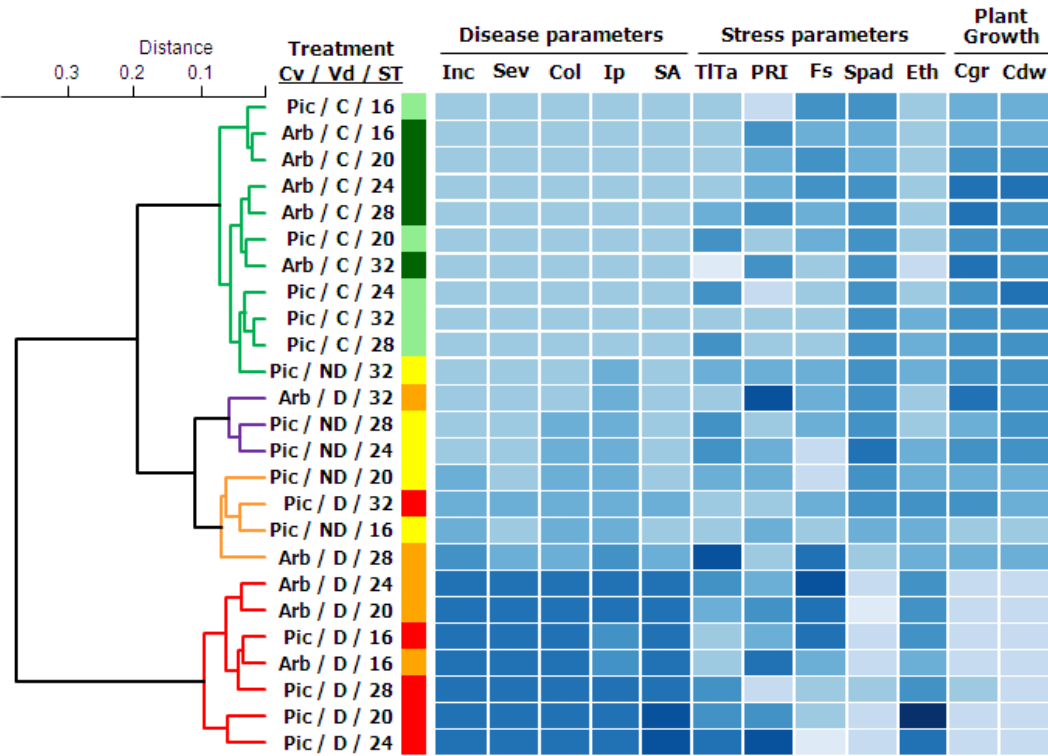 Plant
Growth
Distance
Treatment
Disease parameters
Stress parameters
0.3 0.2 0.1
Cv / Vd / ST
Inc Sev Col Ip SA TlTa PRI Fs Spad Eth Cgr Cdw
Pic / C / 16
Arb / C / 16
Arb / C / 20
Arb / C / 24
Arb / C / 28
Pic / C / 20
Arb / C / 32
Pic / C / 24
Pic / C / 32
Pic / C / 28
Pic / ND / 32
Arb / D / 32
Pic / ND / 28
Pic / ND / 24
Pic / ND / 20
Pic / D / 32
Pic / ND / 16
Arb / D / 28
Arb / D / 24
Arb / D / 20
Pic / D / 16
Arb / D / 16
Pic / D / 28
Pic / D / 20
Pic / D / 24